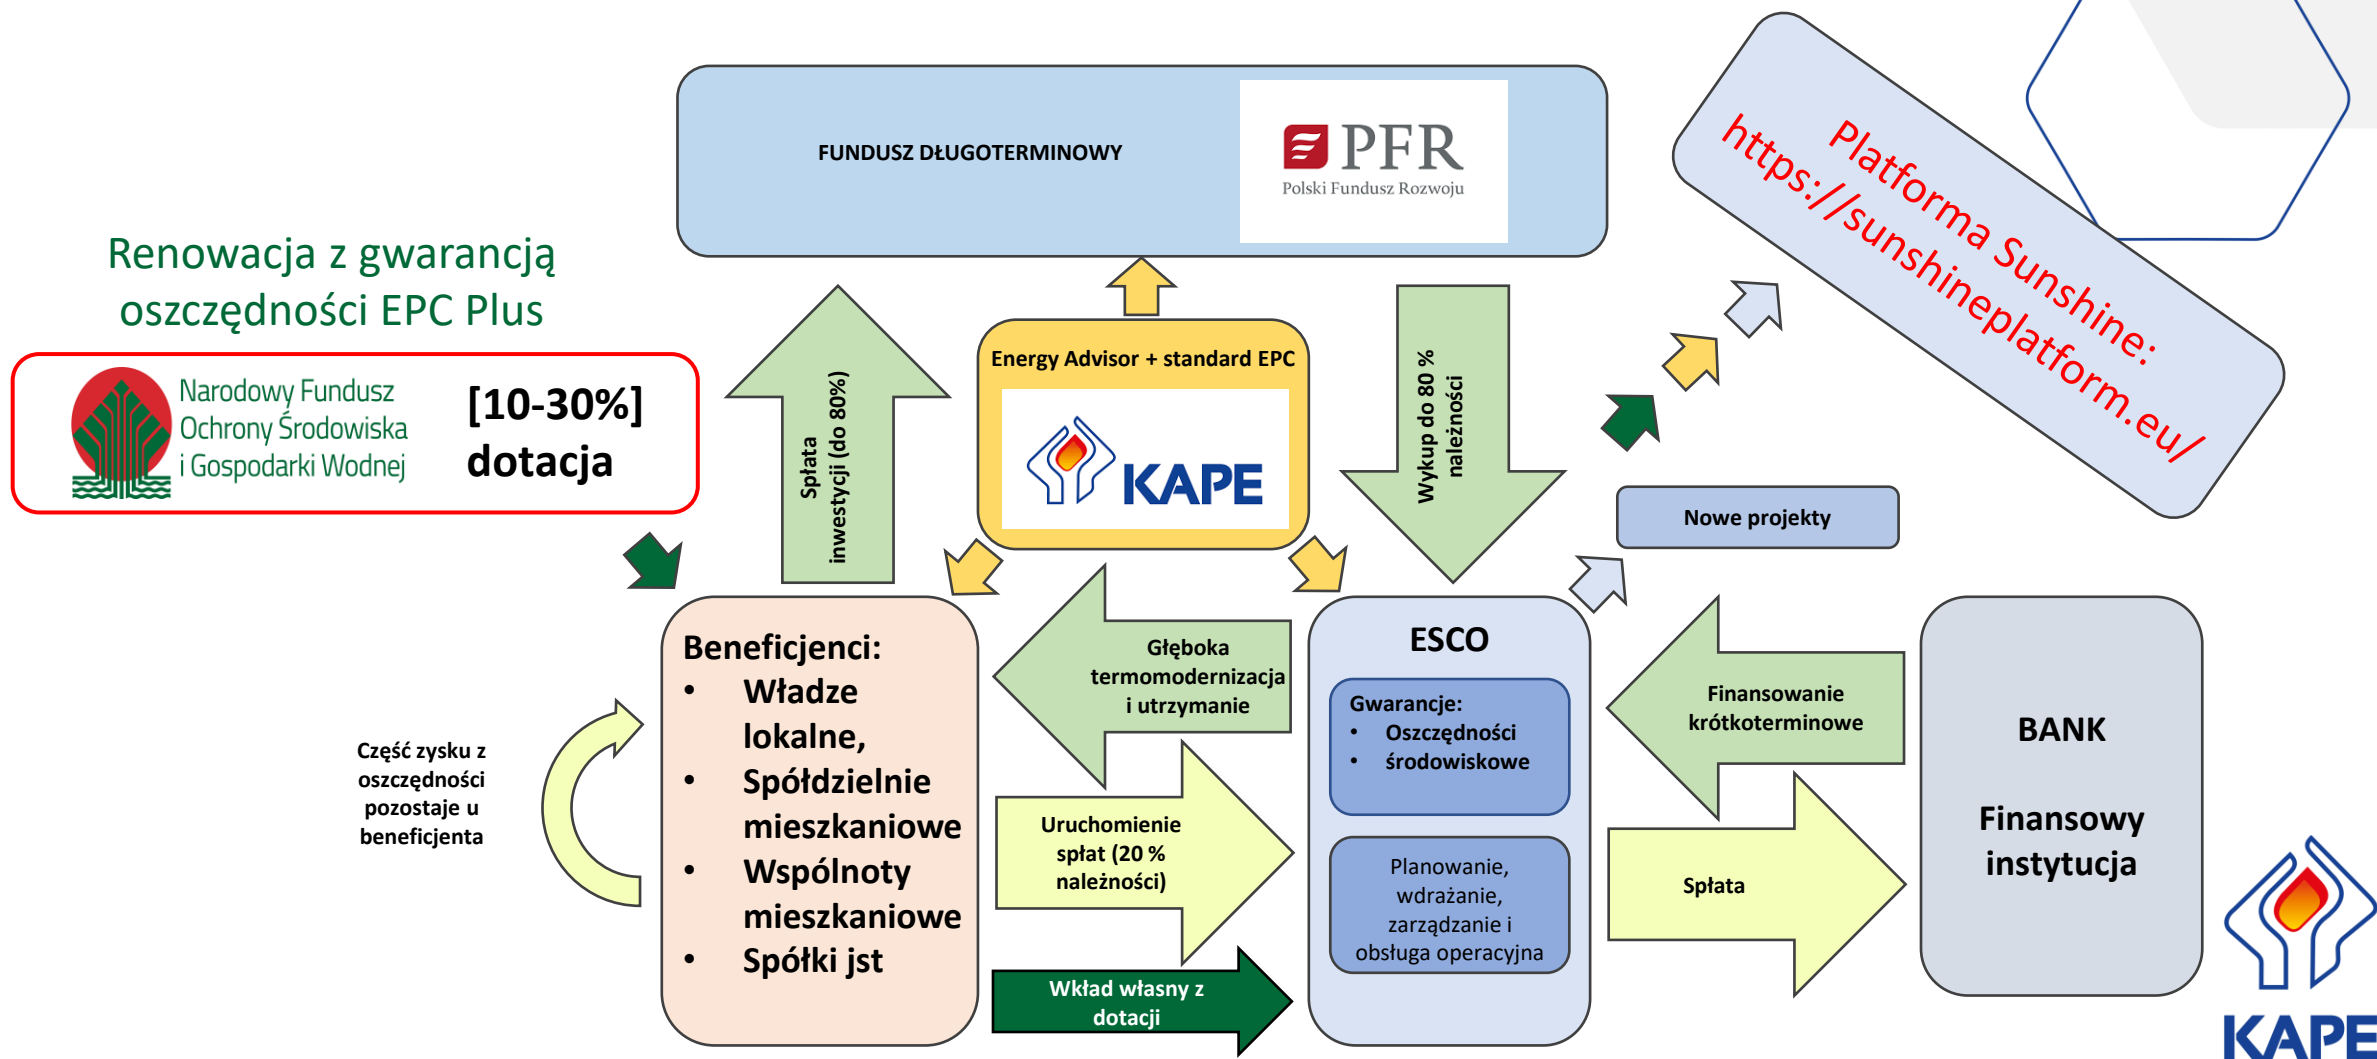 FUNDUSZ DŁUGOTERMINOWY
PFR
Polski Fundusz Rozwoju
Platforma Sunshine:
https://sunshineplatform.eu/
Renowacja z gwarancją
oszczędności EPC Plus
Narodowy Fundusz
Ochrony Środowiska
i Gospodarki Wodnej
[10-30%]
dotacja
Spłata
inwestycji (do 80%)
Energy Advisor + standard EPC
KAPE
Wykup do 80 %
należności
Nowe projekty
Beneficjenci:
• Władze
lokalne,
• Spółdzielnie
mieszkaniowe
• Wspólnoty
mieszkaniowe
• Spółki jst
Część zysku z
oszczędności
pozostaje u
beneficjenta
Głęboka
termomodernizacja
i utrzymanie
Uruchomienie
spłat (20 %
należności)
Wkład własny z
dotacji
ESCO
Gwarancje:
• Oszczędności
• środowiskowe
Planowanie,
wdrażanie,
zarządzanie i
obsługa operacyjna
Finansowanie
krótkoterminowe
Spłata
BANK
Finansowy
instytucja
KAPE